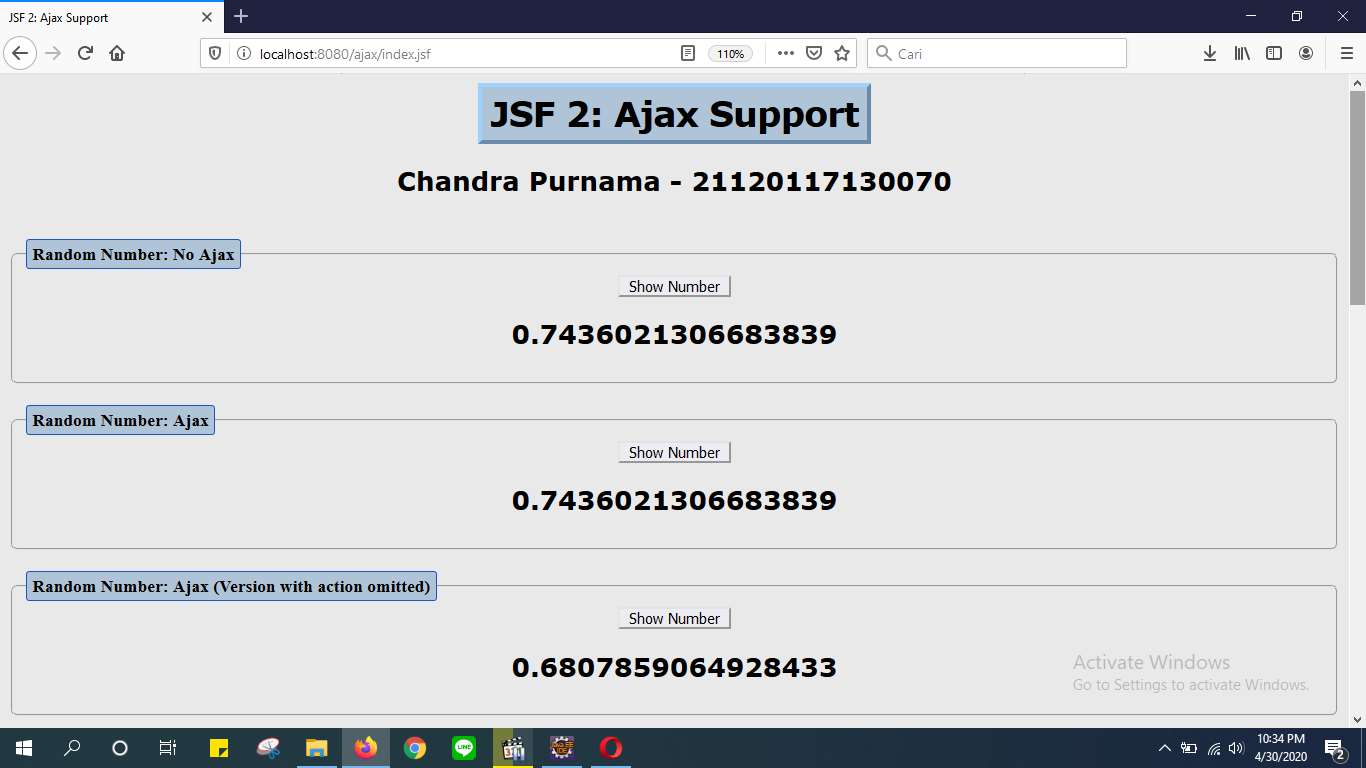 JSF 2: Ajax Support
localhost:8080/ajax/index.jsf
110%
Cari
JSF 2: Ajax Support
Chandra Purnama - 21120117130070
Random Number: No Ajax
Show Number
0.7436021306683839
Random Number: Ajax
Show Number
0.7436021306683839
Random Number: Ajax (Version with action omitted)
Show Number
0.6807859064928433
Activate Windows
Go to Settings to activate Windows.
LINE
10:34 PM
4/30/2020
2